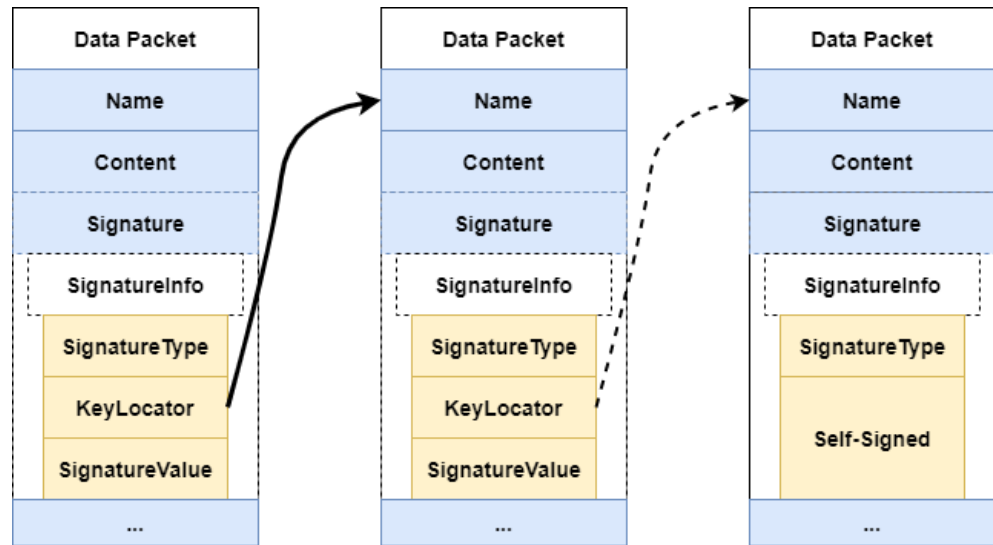 Data Packet
Name
Content
Signature
SignatureInfo
SignatureType
KeyLocator
SignatureValue
...
Data Packet
Name
Content
Signature
SignatureInfo
SignatureType
KeyLocator
SignatureValue
...
Data Packet
Name
Content
Signature
SignatureInfo
SignatureType
Self-Signed
...